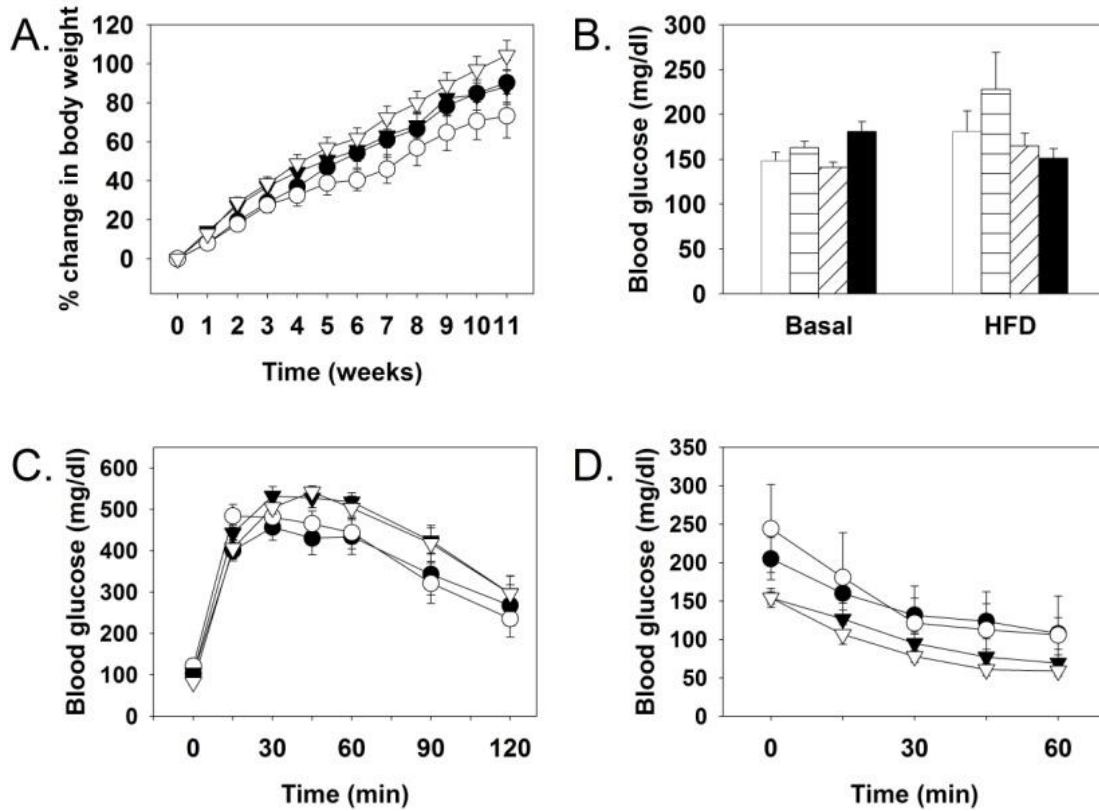 A.
% change in body weight
120
100
80
60
40
20
0
0 1 2 3 4 5 6 7 8 9 10 11
Time (weeks)
B.
Blood glucose (mg/dl)
300
250
200
150
100
50
0
Basal HFD
C.
Blood glucose (mg/dl)
600
500
400
300
200
100
0
0 30 60 90 120
Time (min)
D.
Blood glucose (mg/dl)
350
300
250
200
150
100
50
0
0 30 60
Time (min)